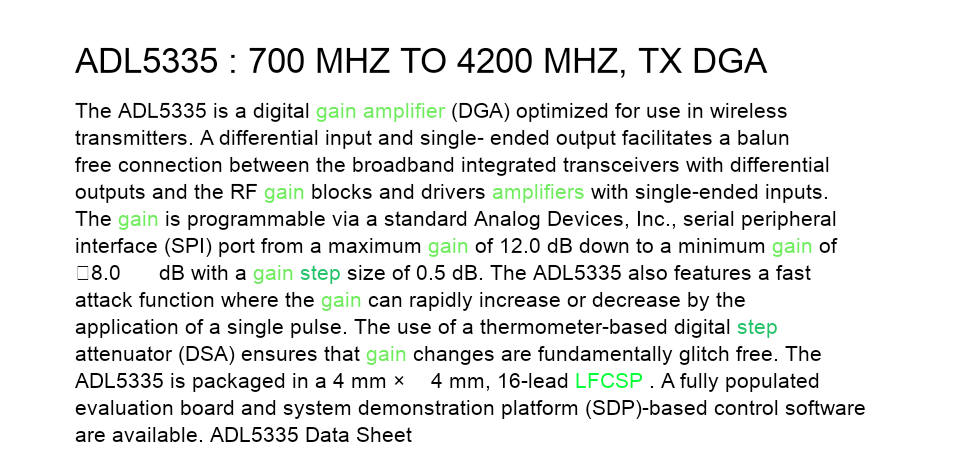 ADL5335 : 700 MHZ TO 4200 MHZ, TX DGA
The ADL5335 is a digital gain amplifier (DGA) optimized for use in wireless
transmitters. A differential input and single- ended output facilitates a balun
free connection between the broadband integrated transceivers with differential
outputs and the RF gain blocks and drivers amplifiers with single-ended inputs.
The gain is programmable via a standard Analog Devices, Inc., serial peripheral
interface (SPI) port from a maximum gain of 12.0 dB down to a minimum gain of
□8.0 dB with a gain step size of 0.5 dB. The ADL5335 also features a fast
attack function where the gain can rapidly increase or decrease by the
application of a single pulse. The use of a thermometer-based digital step
attenuator (DSA) ensures that gain changes are fundamentally glitch free. The
ADL5335 is packaged in a 4 mm × 4 mm, 16-lead LFCSP . A fully populated
evaluation board and system demonstration platform (SDP)-based control software
are available. ADL5335 Data Sheet